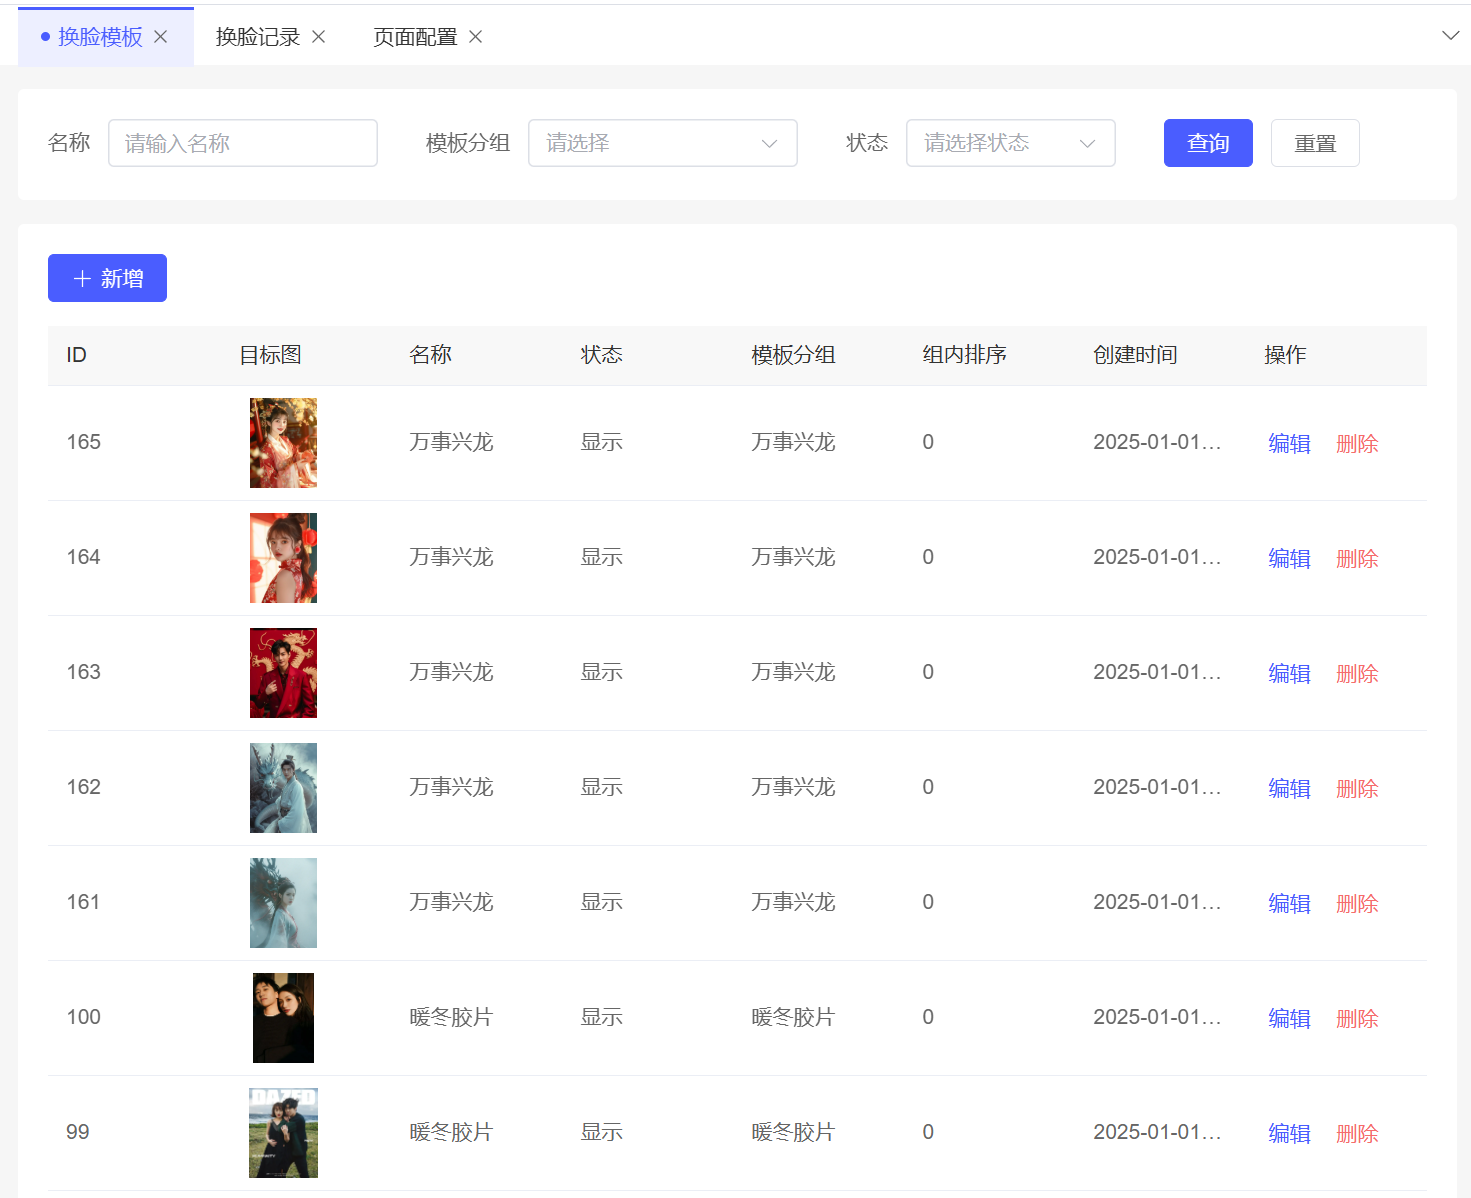 换脸模板 换脸记录 页面配置
名称 请输入名称 模板分组 请选择 状态 请选择状态 查询 重置
新增
ID 目标图 名称 状态 模板分组 组内排序 创建时间 操作
165 万事兴龙 显示 万事兴龙 0 2025-01-01... 编辑 删除
164 万事兴龙 显示 万事兴龙 0 2025-01-01... 编辑 删除
163 万事兴龙 显示 万事兴龙 0 2025-01-01... 编辑 删除
162 万事兴龙 显示 万事兴龙 0 2025-01-01... 编辑 删除
161 万事兴龙 显示 万事兴龙 0 2025-01-01... 编辑 删除
100 暖冬胶片 显示 暖冬胶片 0 2025-01-01... 编辑 删除
DAZED
99 暖冬胶片 显示 暖冬胶片 0 2025-01-01... 编辑 删除